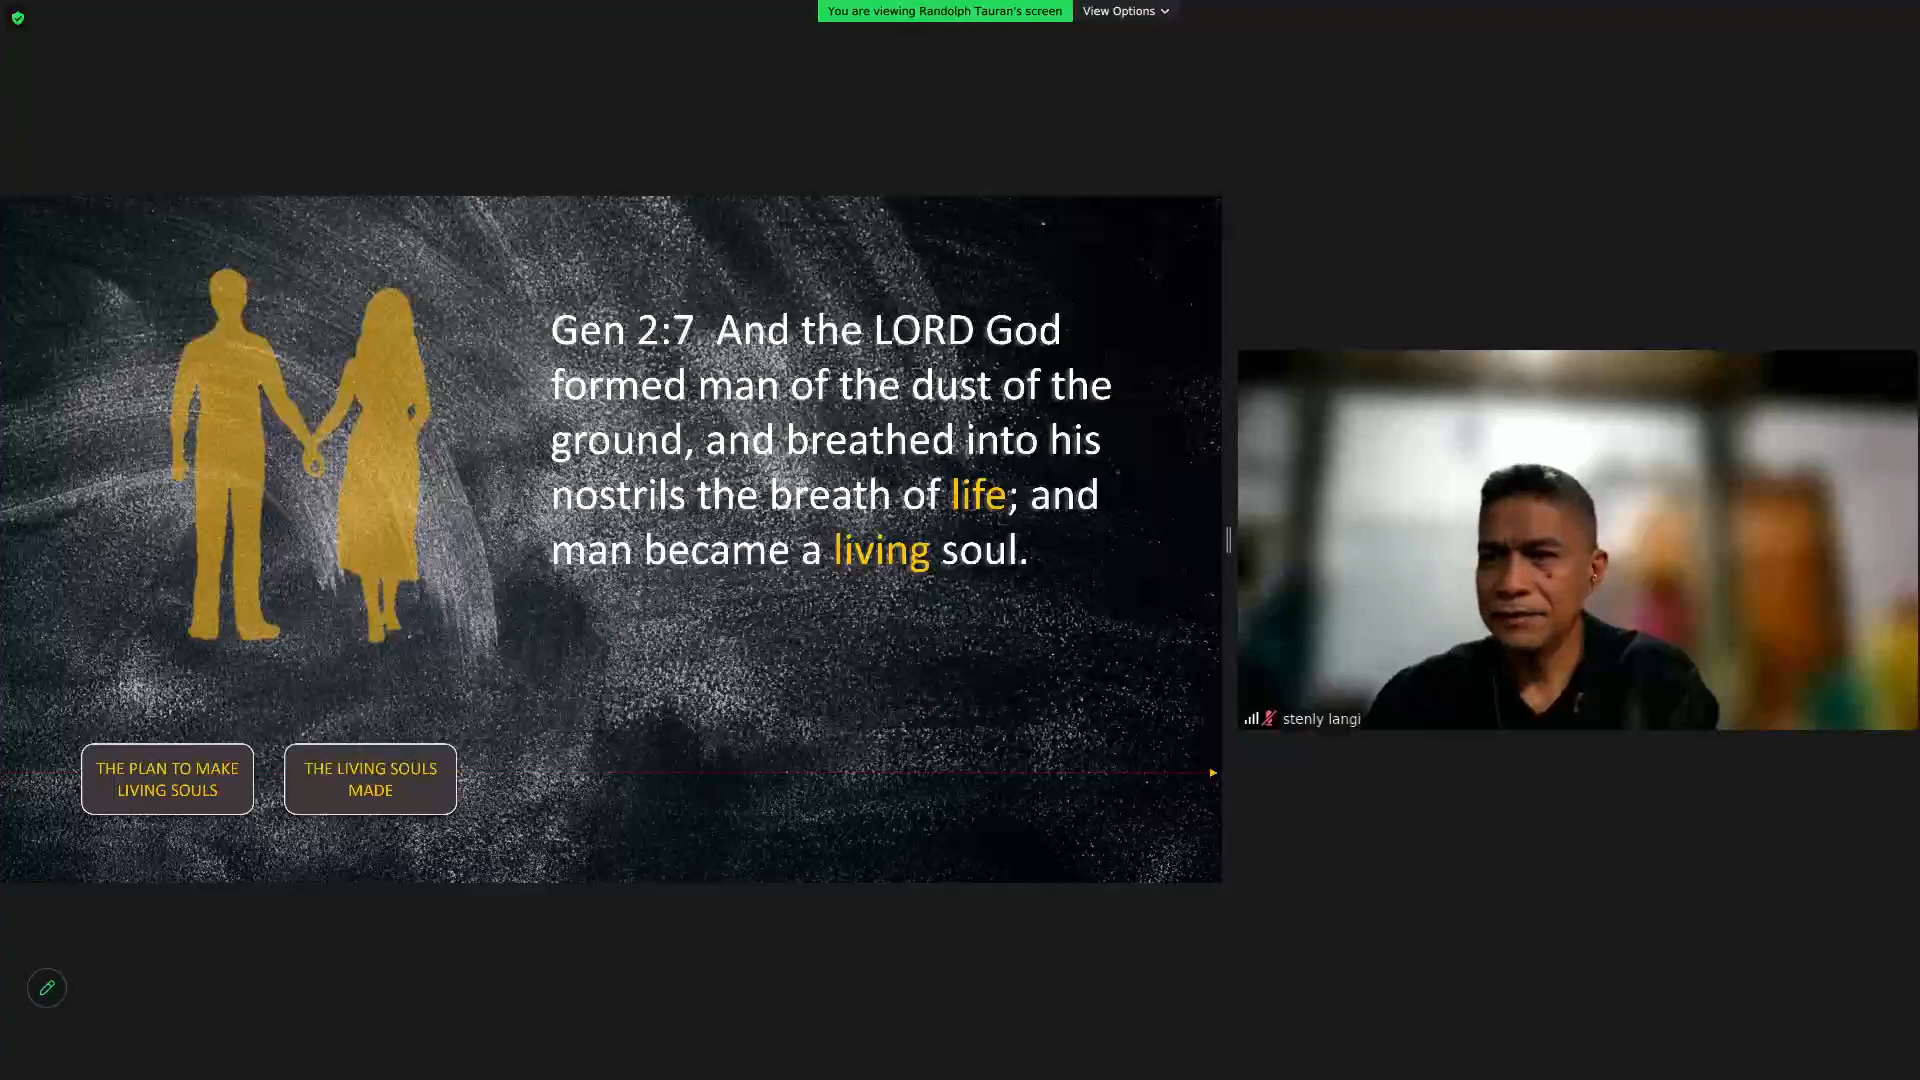 You are viewing Randolph Tauran's screen
View Options
Gen 2:7  And the LORD God
formed man of the dust of the
ground, and breathed into his
nostrils the breath of life; and
man became a living soul.
THE PLAN TO MAKE
LIVING SOULS
THE LIVING SOULS
MADE
stenly langi